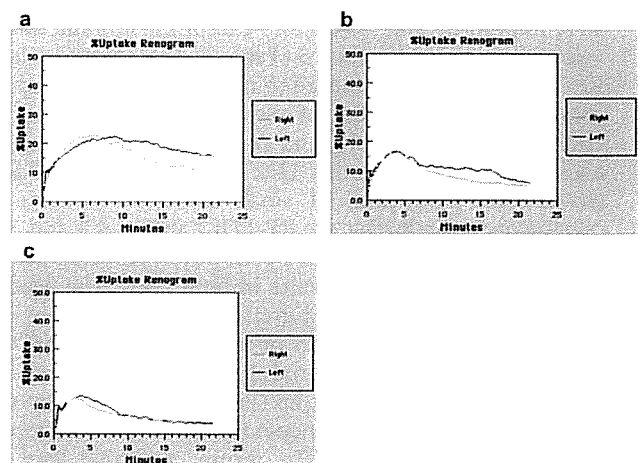 a
%Uptake Renogram
50
40
30
20
10
0
%Uptake
0 5 10 15 20 25
Minutes
Right
Left
b
%Uptake Renogram
50.0
40.0
30.0
20.0
10.0
0.0
%Uptake
0 5 10 15 20 25
Minutes
Right
Left
c
%Uptake Renogram
50.0
40.0
30.0
20.0
10.0
0.0
%Uptake
0 5 10 15 20 25
Minutes
Right
Left